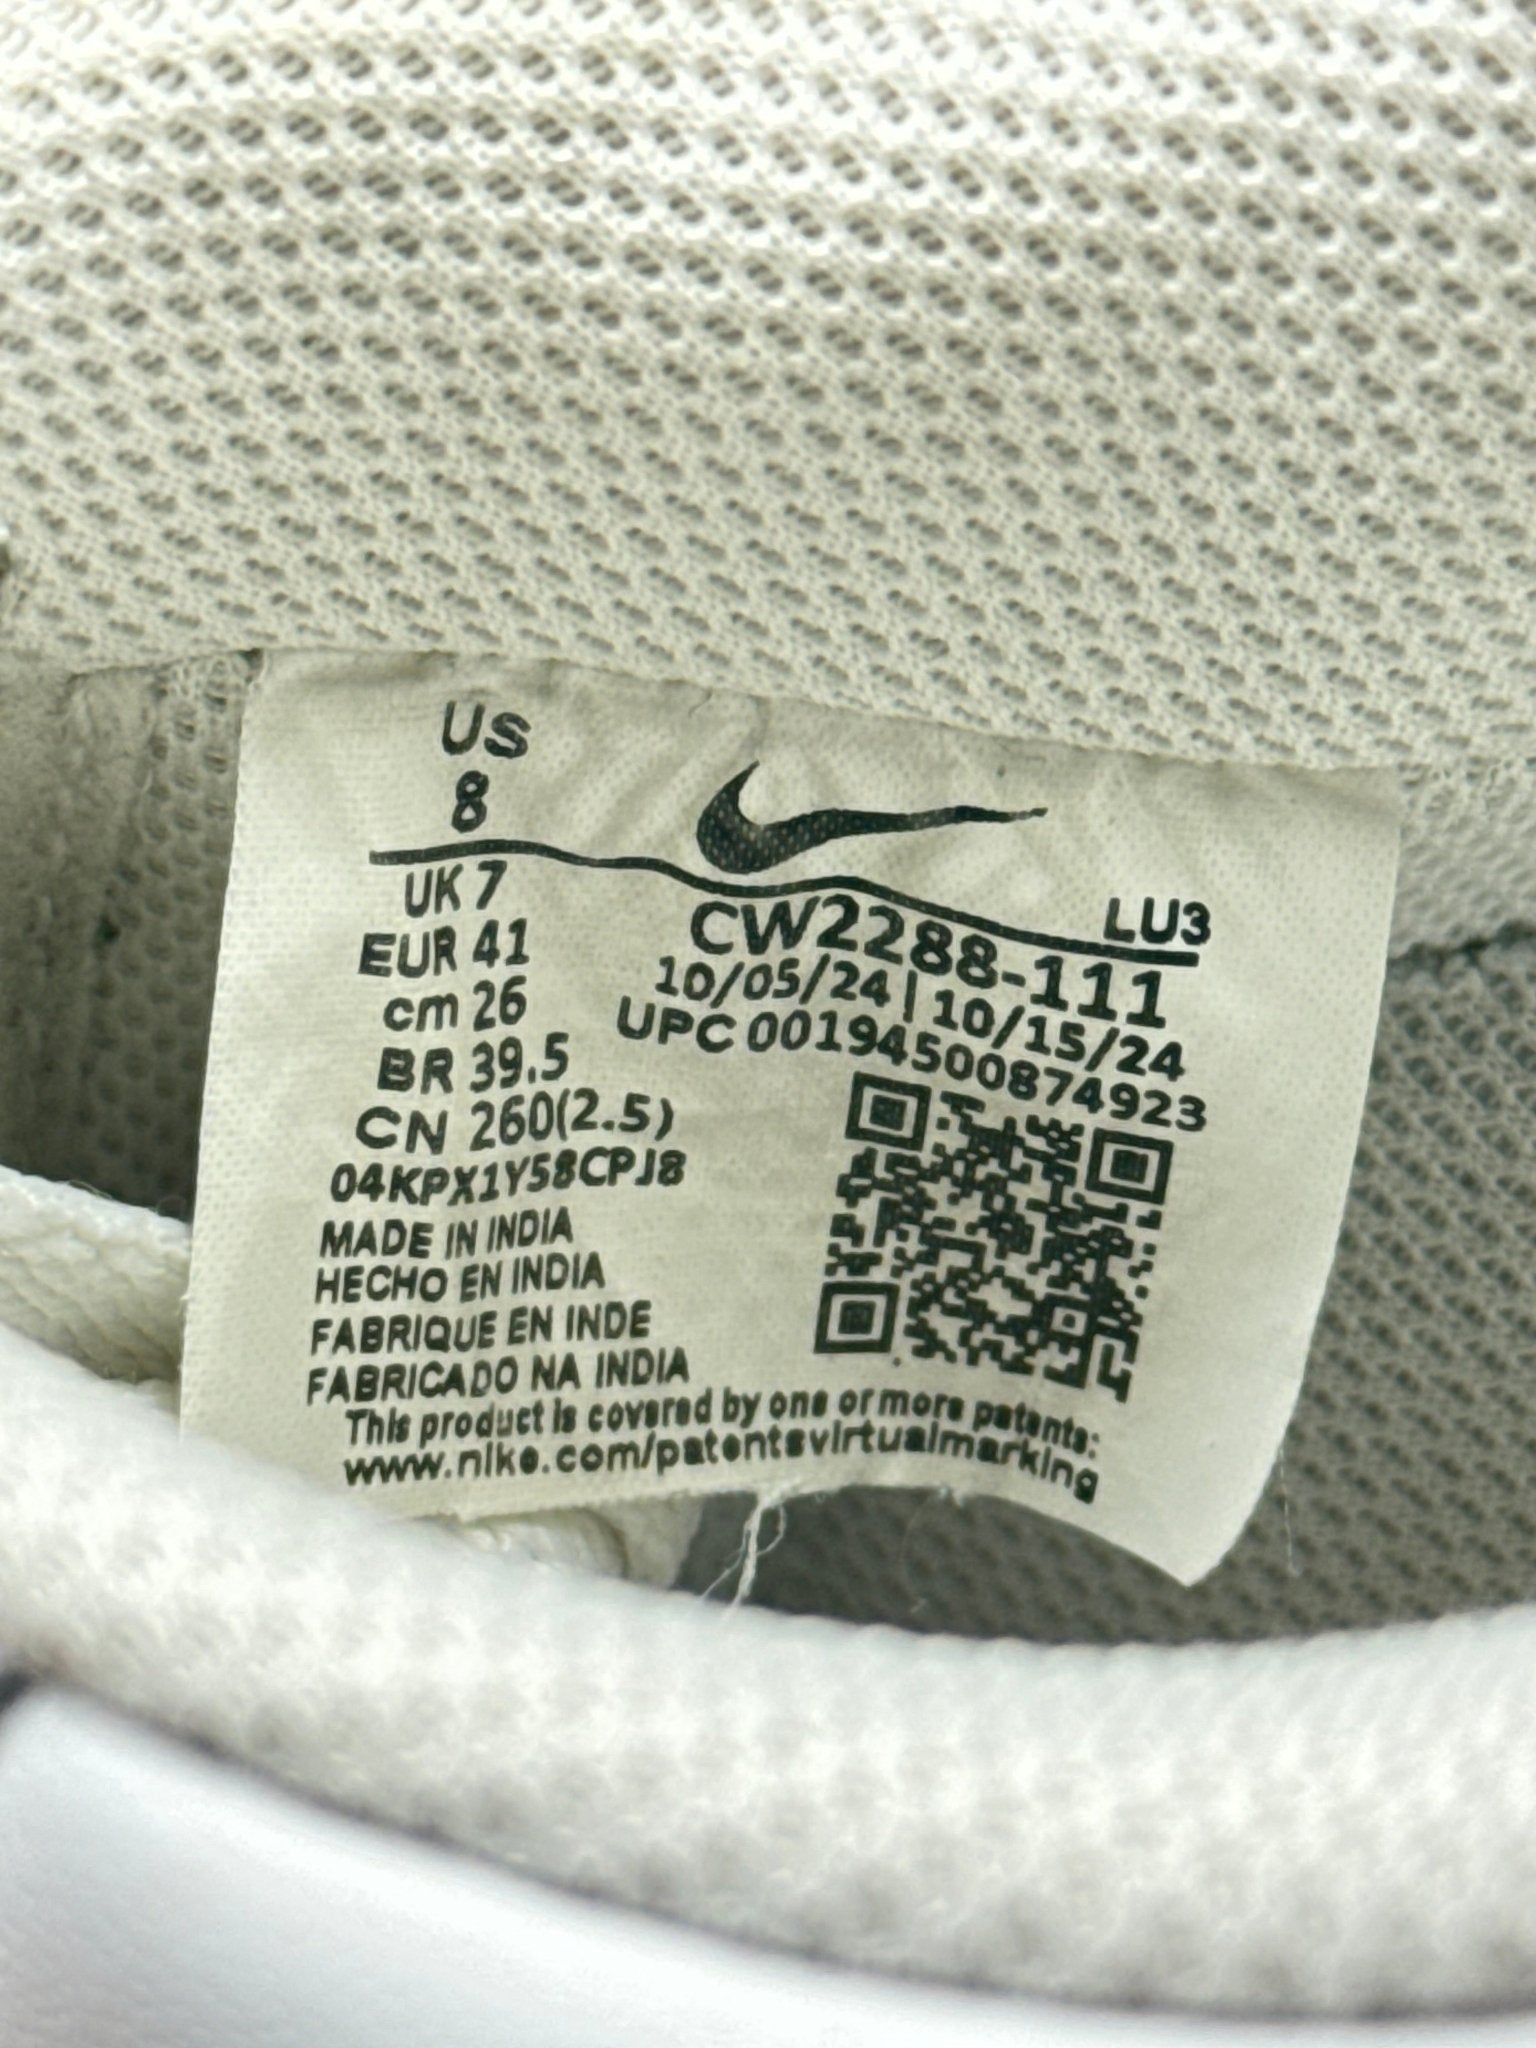 US
8
UK 7
EUR 41
cm 26
BR 39.5
CN 260(2.5)
04KPX1Y58CPJ8
MADE IN INDIA
HECHO EN INDIA
FABRIQUE EN INDE
FABRICADO NA INDIA
LU3
CW2288-111
10/05/24 | 10/15/24
UPC 00194500874923
This product is covered by one or more patents:
www.nike.com/patentsvirtualmarking